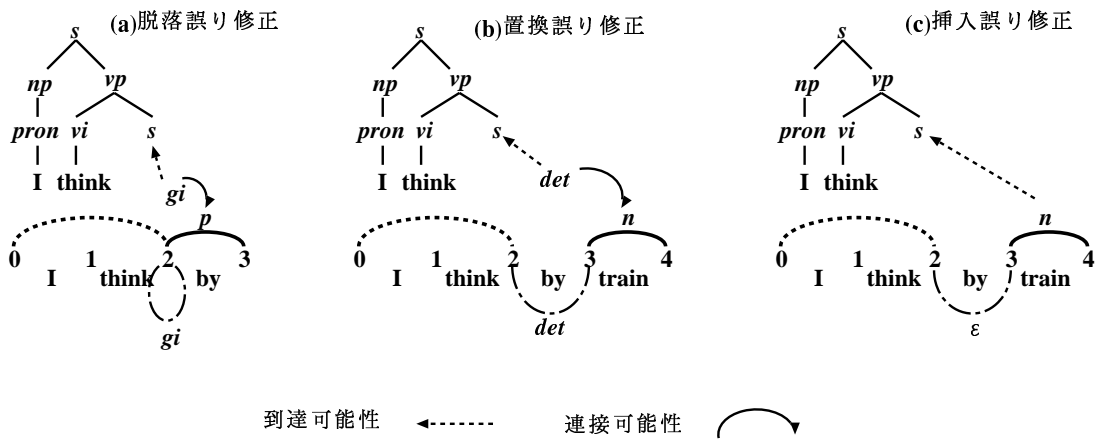 (a)脱落誤り修正
s
np vp
pron vi s
I think
gi
p
0 1 2 3
I think by
gi
(b)置換誤り修正
s
np vp
pron vi s
I think
det
n
0 1 2 3 4
I think by train
det
(c)挿入誤り修正
s
np vp
pron vi s
I think
n
0 1 2 3 4
I think by train
ε
到達可能性
連接可能性